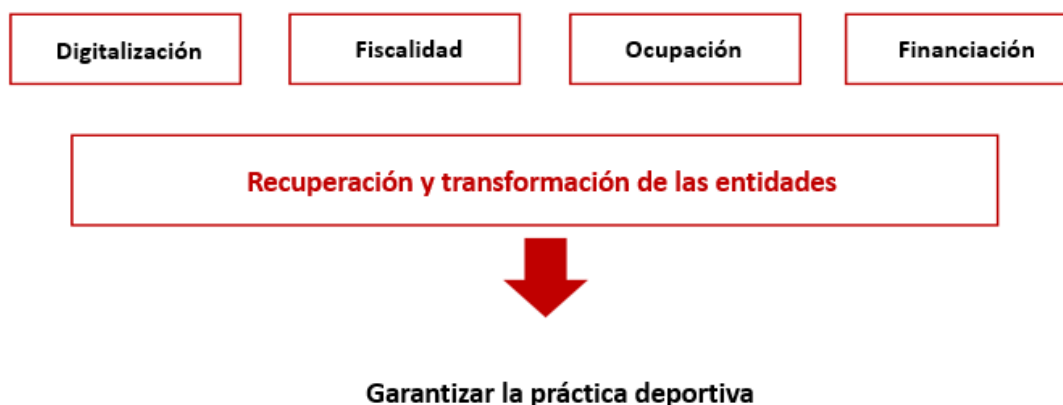 Digitalización
Fiscalidad
Ocupación
Financiación
Recuperación y transformación de las entidades
Garantizar la práctica deportiva